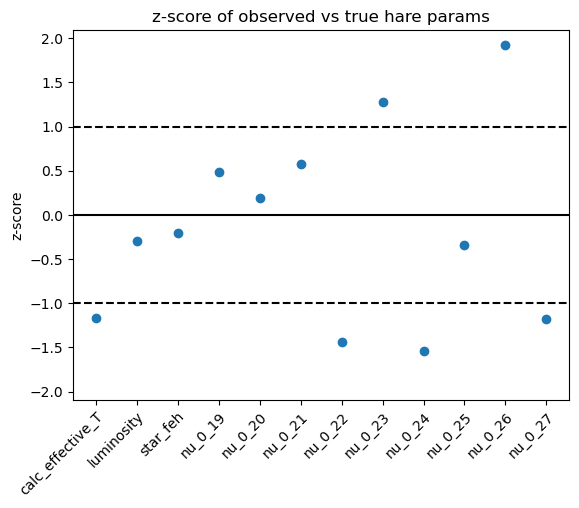 z-score of observed vs true hare params
z-score
2.0
1.5
1.0
0.5
0.0
−0.5
−1.0
−1.5
−2.0
calc_effective_T
luminosity
star_feh
nu_0_19
nu_0_20
nu_0_21
nu_0_22
nu_0_23
nu_0_24
nu_0_25
nu_0_26
nu_0_27